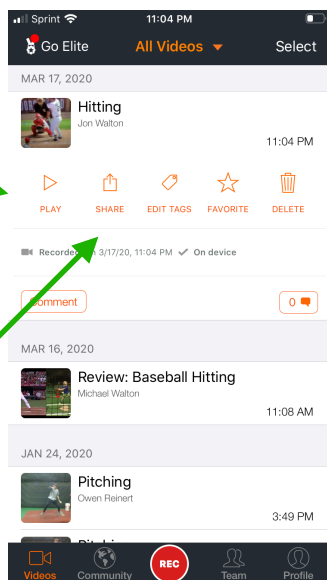 Sprint 11:04 PM
Go Elite All Videos Select
MAR 17, 2020
Hitting
Jon Walton
11:04 PM
PLAY SHARE EDIT TAGS FAVORITE DELETE
Recorded on 3/17/20, 11:04 PM On device
Comment 0
MAR 16, 2020
Review: Baseball Hitting
Michael Walton
11:08 AM
JAN 24, 2020
Pitching
Owen Reinert
3:49 PM
Videos Community REC Team Profile